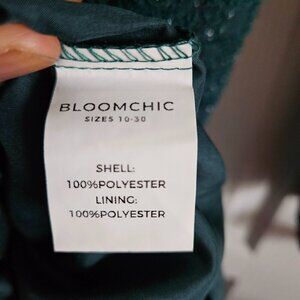 BLOOMCHIC
SIZES 10-30
SHELL:
100%POLYESTER
LINING:
100%POLYESTER